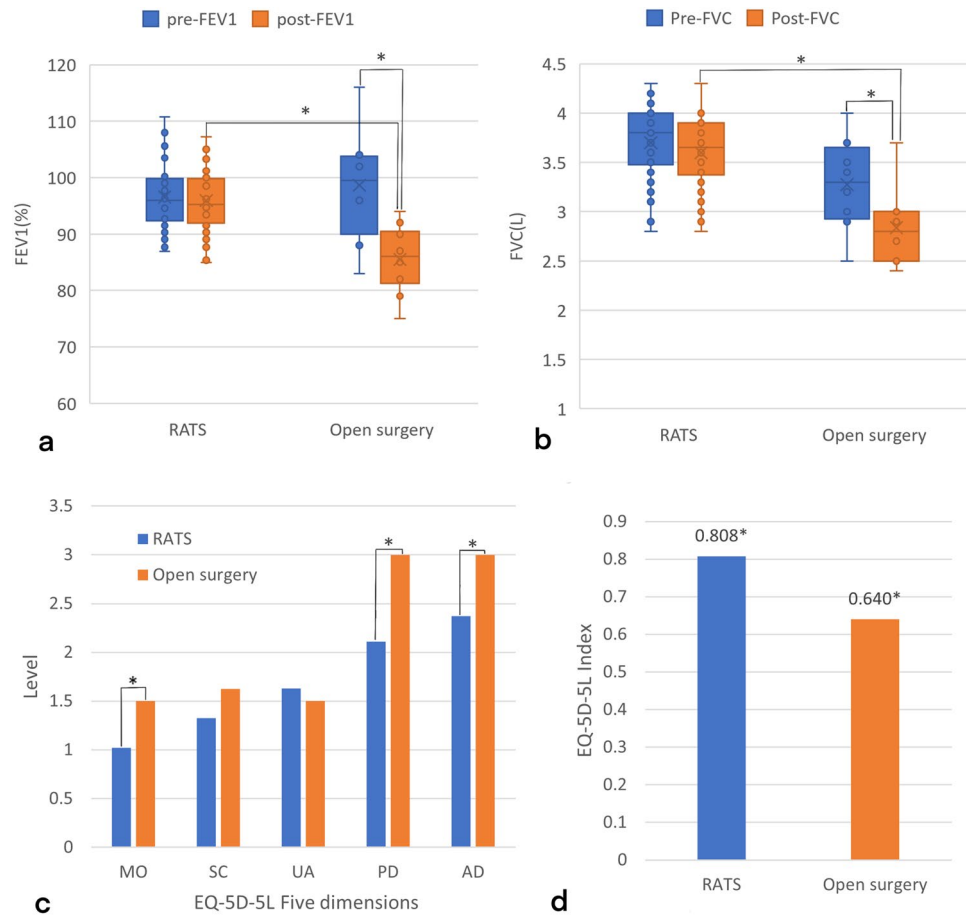 pre-FEV1 post-FEV1
120
110
100
90
80
70
60
FEV1(%)
*
*
RATS Open surgery
a
Pre-FVC Post-FVC
4.5
4
3.5
3
2.5
2
1.5
1
FVC(L)
*
*
RATS Open surgery
b
3.5
3
2.5
2
1.5
1
0.5
0
Level
RATS
Open surgery
*
*
*
MO SC UA PD AD
EQ-5D-5L Five dimensions
c
0.9
0.8
0.7
0.6
0.5
0.4
0.3
0.2
0.1
0
EQ-5D-5L Index
0.808*
0.640*
RATS Open surgery
d